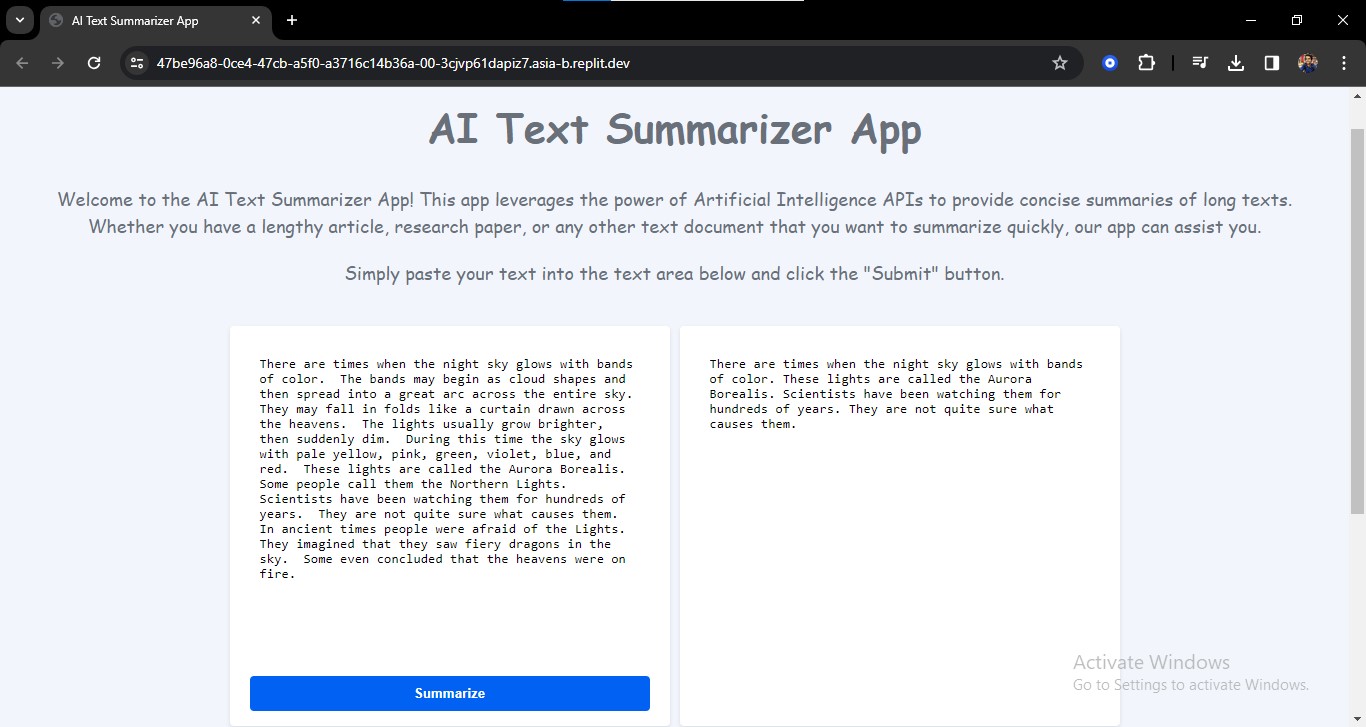 AI Text Summarizer App
47be96a8-0ce4-47cb-a5f0-a3716c14b36a-00-3cjvp61dapiz7.asia-b.replit.dev
AI Text Summarizer App
Welcome to the AI Text Summarizer App! This app leverages the power of Artificial Intelligence APIs to provide concise summaries of long texts.
Whether you have a lengthy article, research paper, or any other text document that you want to summarize quickly, our app can assist you.
Simply paste your text into the text area below and click the "Submit" button.
There are times when the night sky glows with bands
of color.  The bands may begin as cloud shapes and
then spread into a great arc across the entire sky.
They may fall in folds like a curtain drawn across
the heavens.  The lights usually grow brighter,
then suddenly dim.  During this time the sky glows
with pale yellow, pink, green, violet, blue, and
red.  These lights are called the Aurora Borealis.
Some people call them the Northern Lights.
Scientists have been watching them for hundreds of
years.  They are not quite sure what causes them.
In ancient times people were afraid of the Lights.
They imagined that they saw fiery dragons in the
sky.  Some even concluded that the heavens were on
fire.
Summarize
There are times when the night sky glows with bands
of color. These lights are called the Aurora
Borealis. Scientists have been watching them for
hundreds of years. They are not quite sure what
causes them.
Activate Windows
Go to Settings to activate Windows.